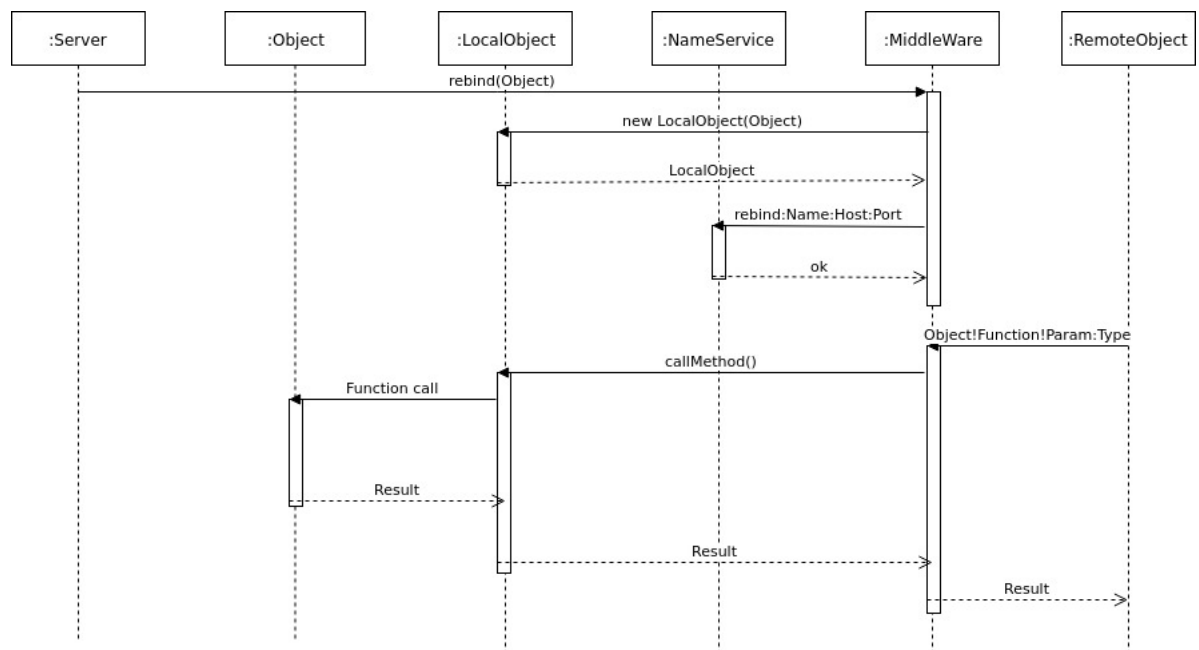 :Server
:Object
:LocalObject
:NameService
:MiddleWare
:RemoteObject
rebind(Object)
new LocalObject(Object)
LocalObject
rebind:Name:Host:Port
ok
Object!Function!Param:Type
callMethod()
Function call
Result
Result
Result